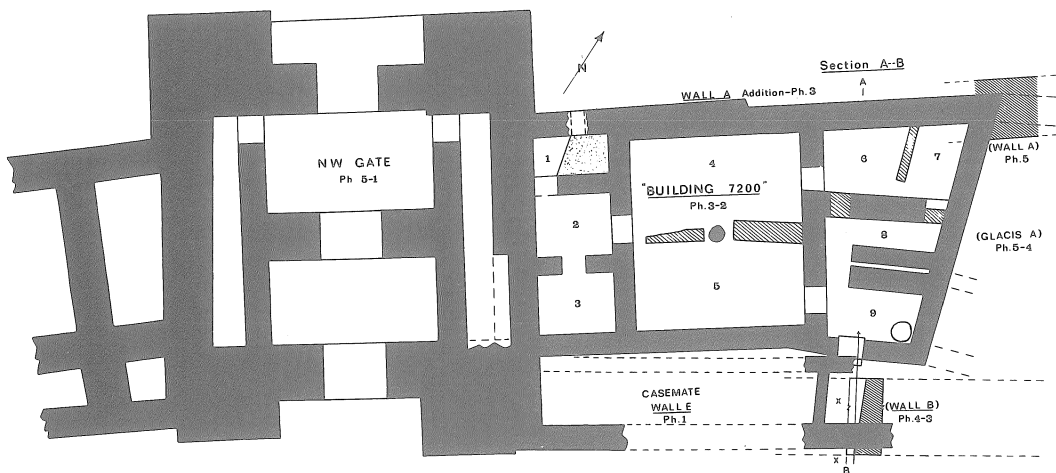 Section A--B
A
N
WALL A Addition-Ph.3
NW GATE
Ph 5-1
1
4
6
7
(WALL A)
Ph.5
"BUILDING 7200"
Ph.3-2
2
8
(GLACIS A)
Ph.5-4
5
3
9
CASEMATE
WALL E
Ph.1
x
(WALL B)
Ph.4-3
x
B